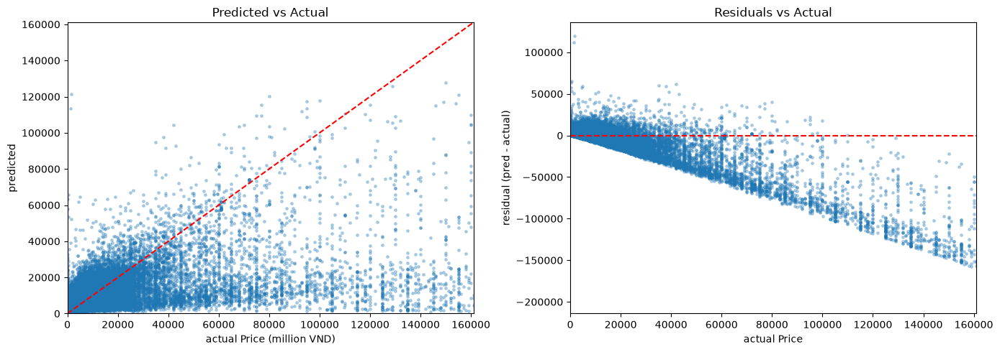 Predicted vs Actual
predicted
160000
140000
120000
100000
80000
60000
40000
20000
0
0 20000 40000 60000 80000 100000 120000 140000 160000
actual Price (million VND)
Residuals vs Actual
residual (pred - actual)
100000
50000
0
−50000
−100000
−150000
−200000
0 20000 40000 60000 80000 100000 120000 140000 160000
actual Price